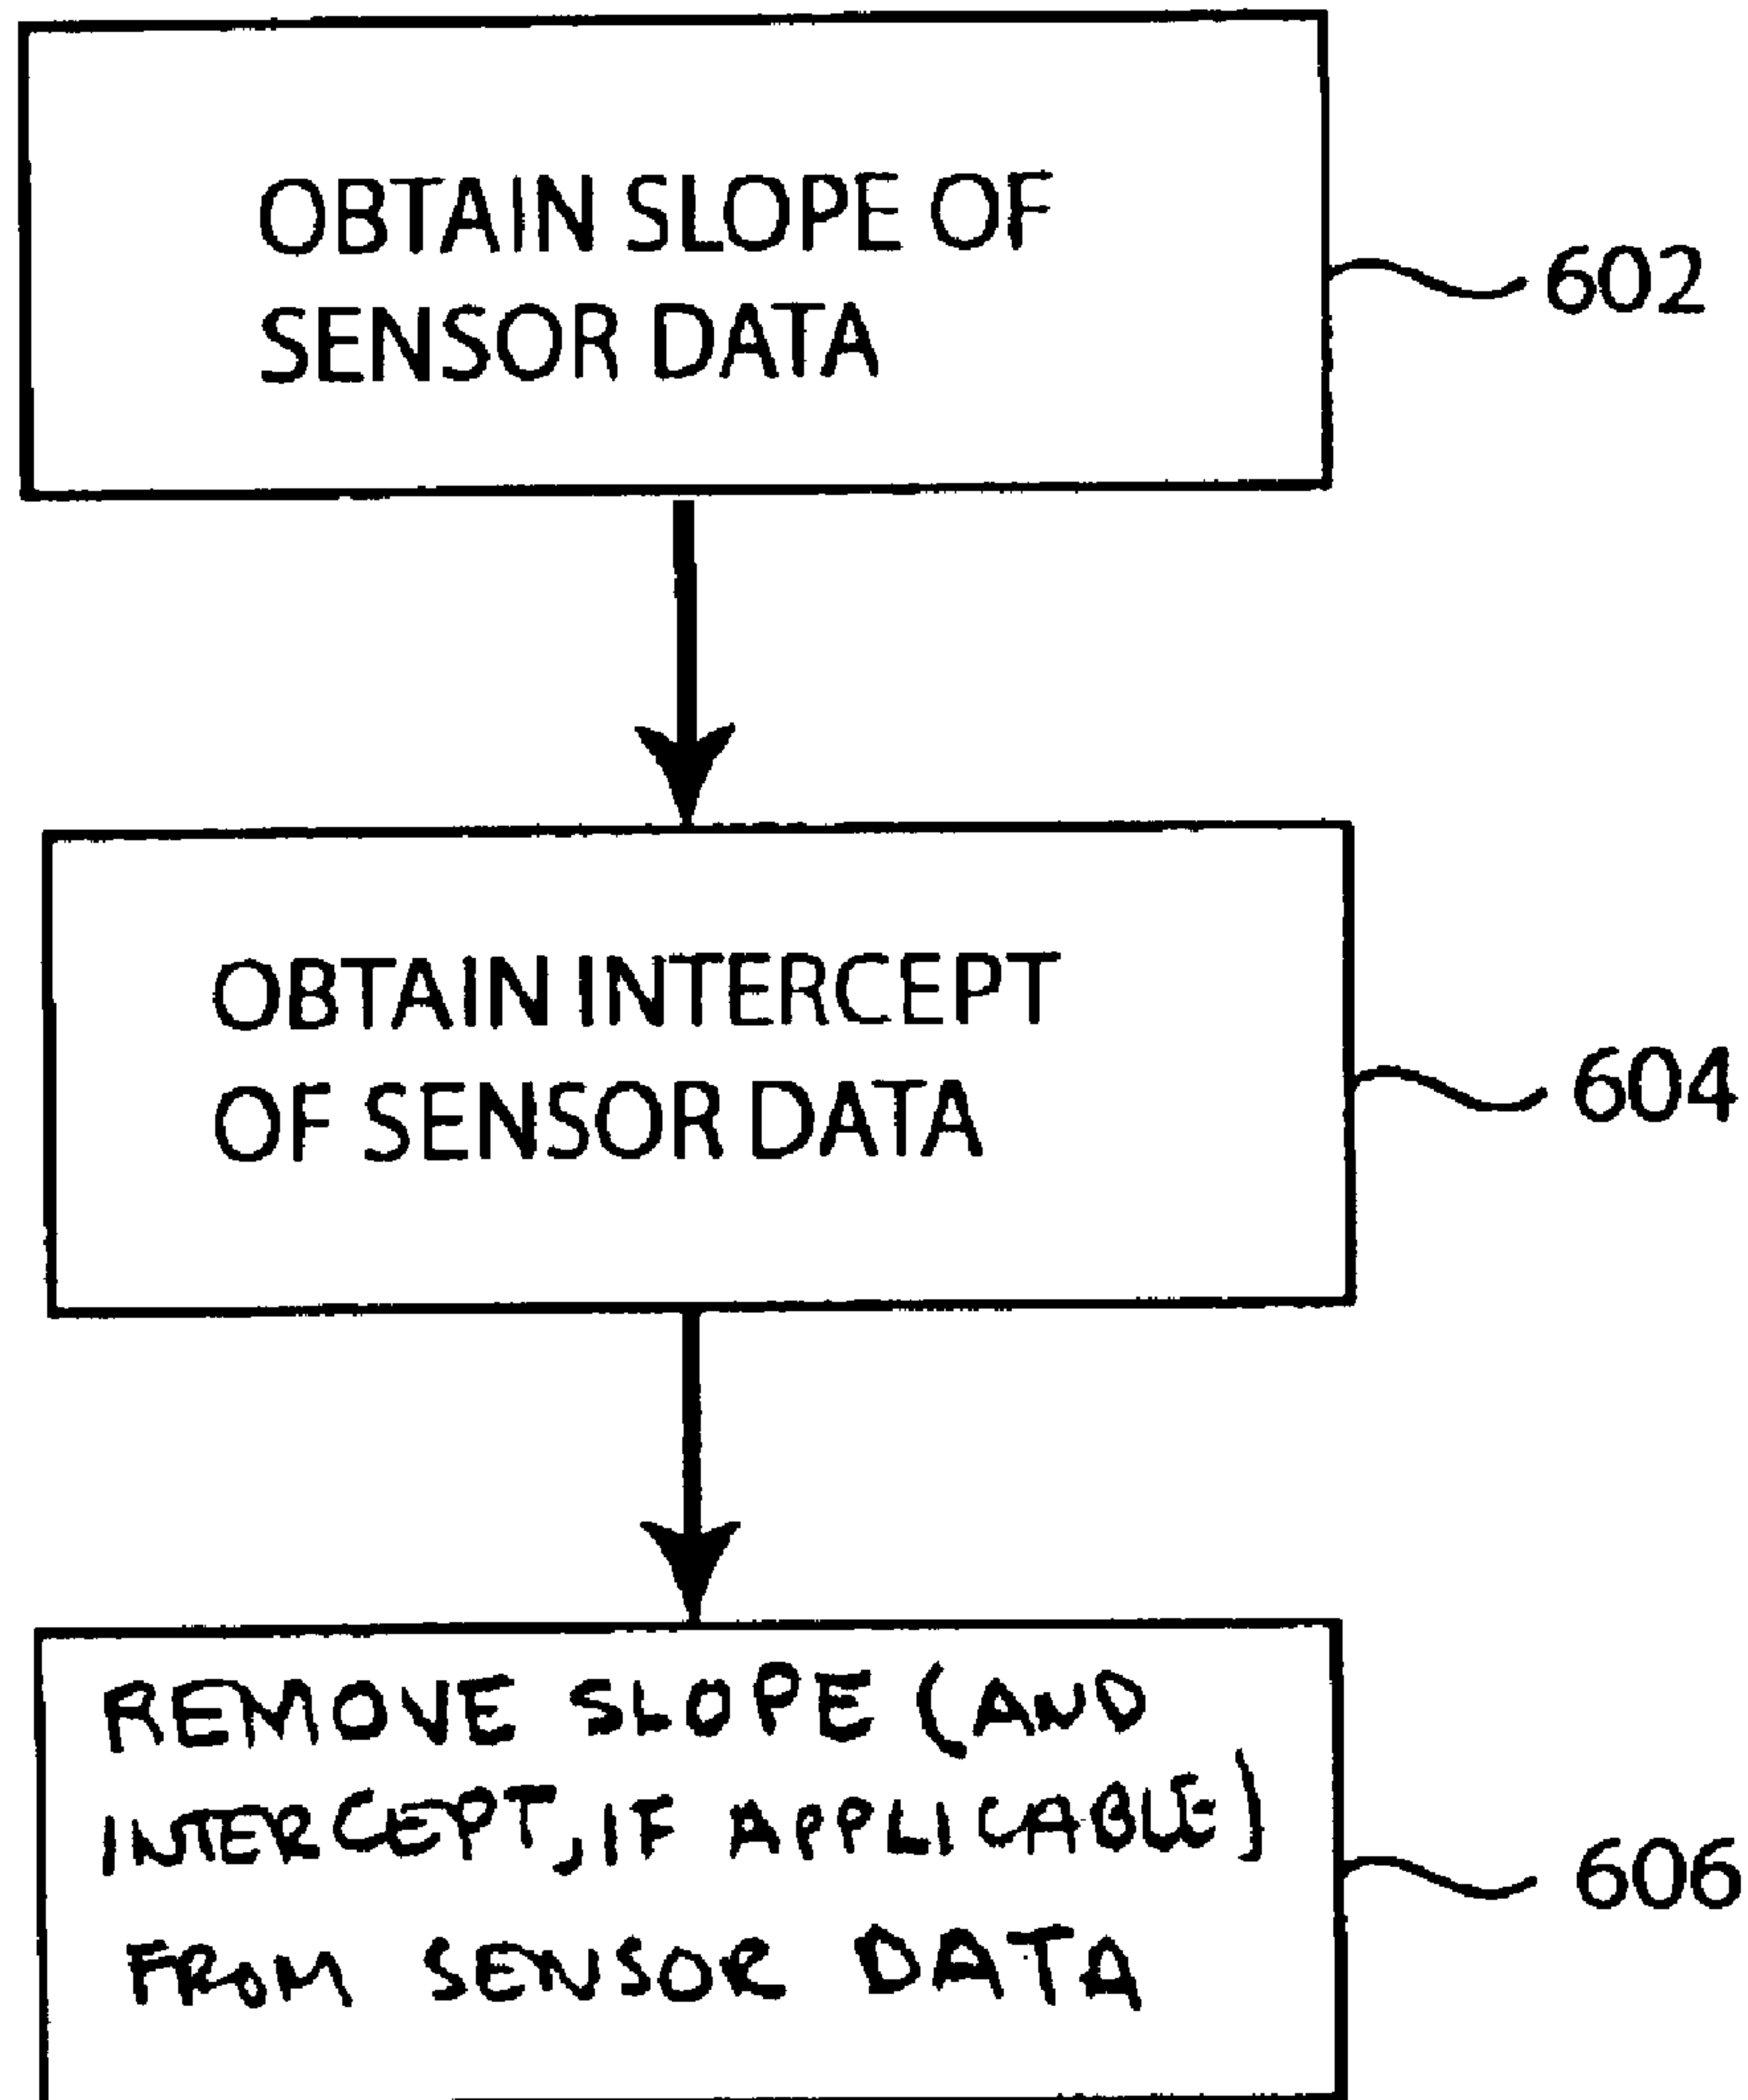 OBTAIN SLOPE OF
SENSOR DATA
602
OBTAIN INTERCEPT
OF SENSOR DATA
604
REMOVE SLOPE (AND
INTERCEPT, IF APPLICABLE)
FROM SENSOR DATA
606